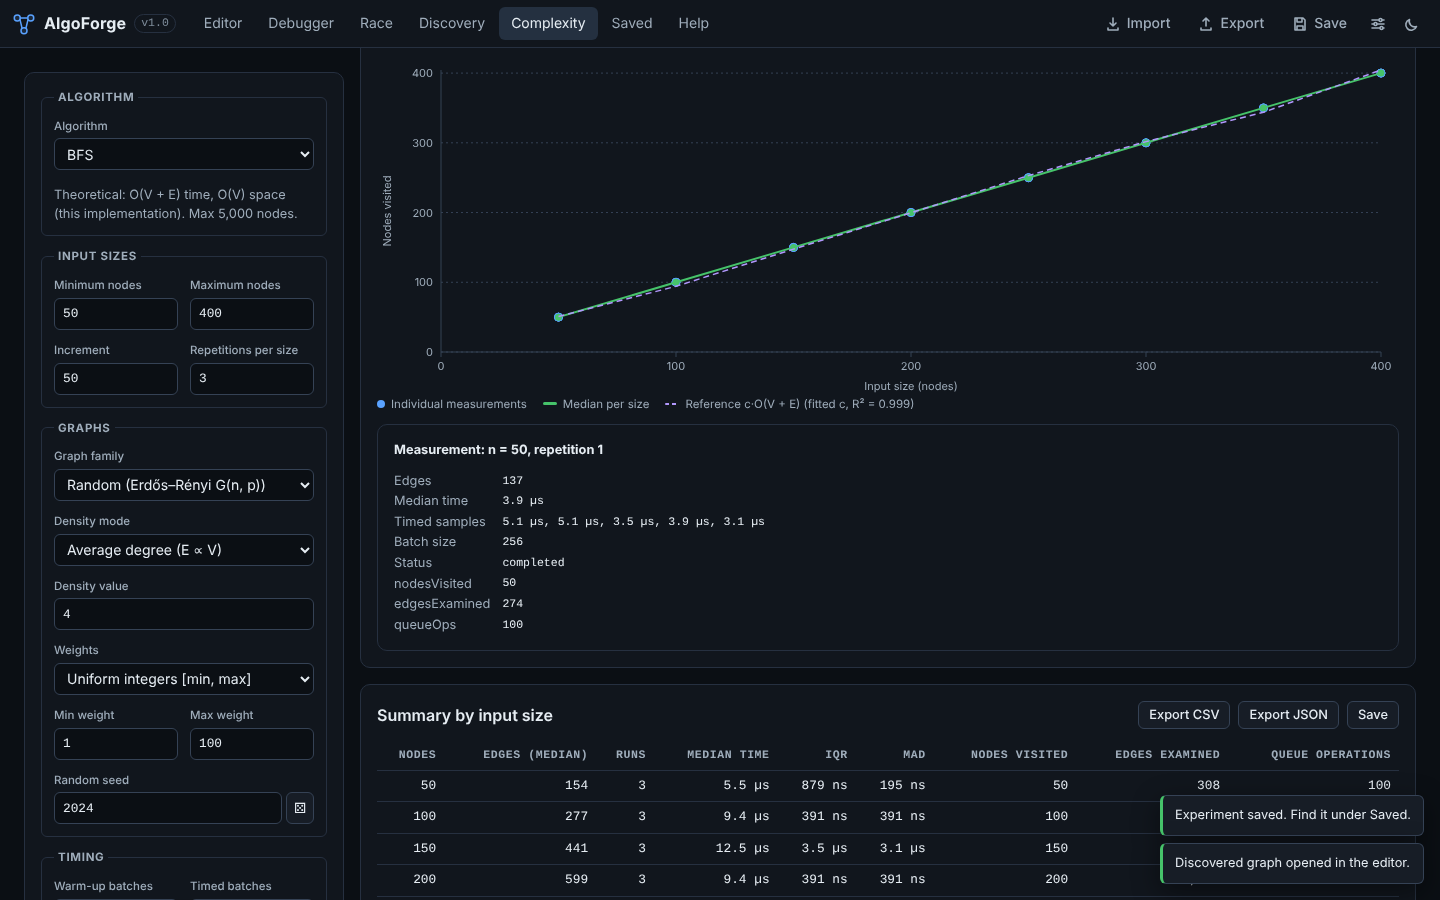 AlgoForge v1.0 Editor Debugger Race Discovery Complexity Saved Help Import Export Save
ALGORITHM
Algorithm
BFS
Theoretical: O(V + E) time, O(V) space
(this implementation). Max 5,000 nodes.
INPUT SIZES
Minimum nodes Maximum nodes
50 400
Increment Repetitions per size
50 3
GRAPHS
Graph family
Random (Erdős–Rényi G(n, p))
Density mode
Average degree (E ∝ V)
Density value
4
Weights
Uniform integers [min, max]
Min weight Max weight
1 100
Random seed
2024
TIMING
Warm-up batches Timed batches
400
300
200
100
0
Nodes visited
0 100 200 300 400
Input size (nodes)
Individual measurements Median per size Reference c·O(V + E) (fitted c, R² = 0.999)
Measurement: n = 50, repetition 1
Edges 137
Median time 3.9 µs
Timed samples 5.1 µs, 5.1 µs, 3.5 µs, 3.9 µs, 3.1 µs
Batch size 256
Status completed
nodesVisited 50
edgesExamined 274
queueOps 100
Summary by input size Export CSV Export JSON Save
NODES EDGES (MEDIAN) RUNS MEDIAN TIME IQR MAD NODES VISITED EDGES EXAMINED QUEUE OPERATIONS
50 154 3 5.5 µs 879 ns 195 ns 50 308 100
100 277 3 9.4 µs 391 ns 391 ns 100
150 441 3 12.5 µs 3.5 µs 3.1 µs 150
200 599 3 9.4 µs 391 ns 391 ns 200
Experiment saved. Find it under Saved.
Discovered graph opened in the editor.